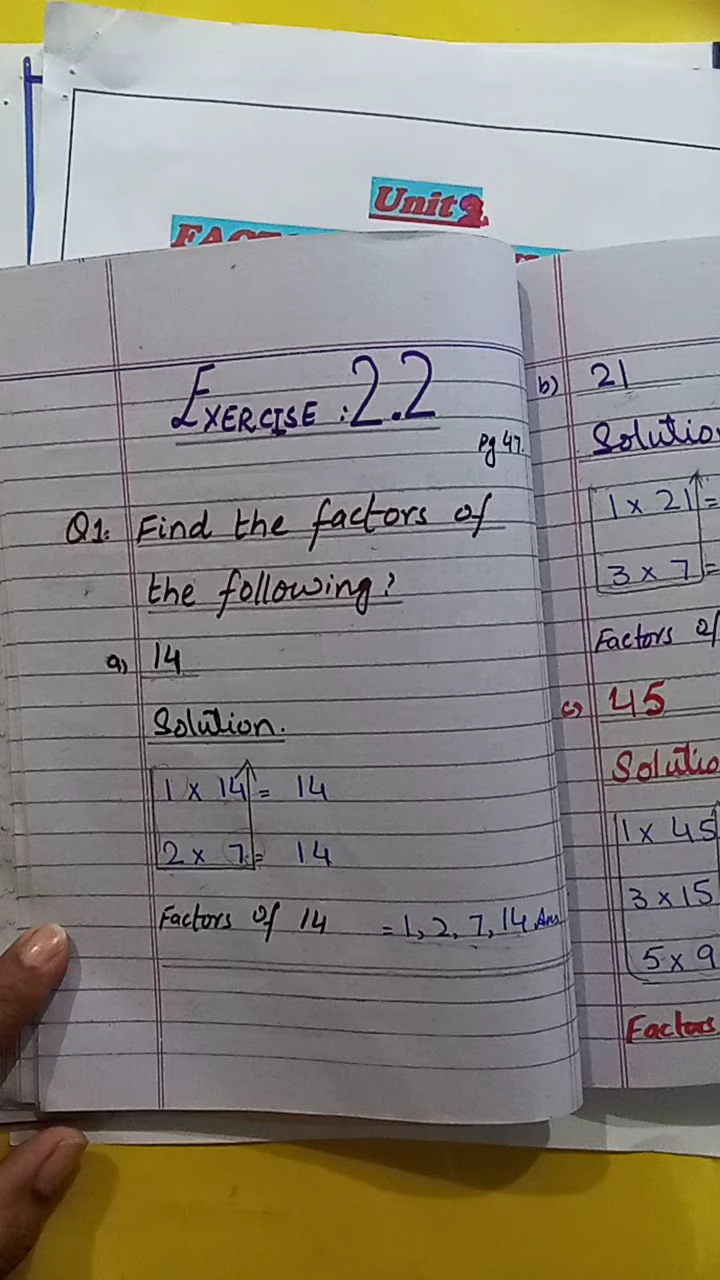 Unit 2
EXERCISE : 2.2
Pg 47.
Q1: Find the factors of
the following?
a) 14
Solution.
1 x 14 = 14
2 x 7 = 14
Factors of 14 = 1, 2, 7, 14 Ans
b) 21
1 x 21 =
3 x 7 =
Factors of
c) 45
1 x 45
3 x 15
5 x 9
Factors